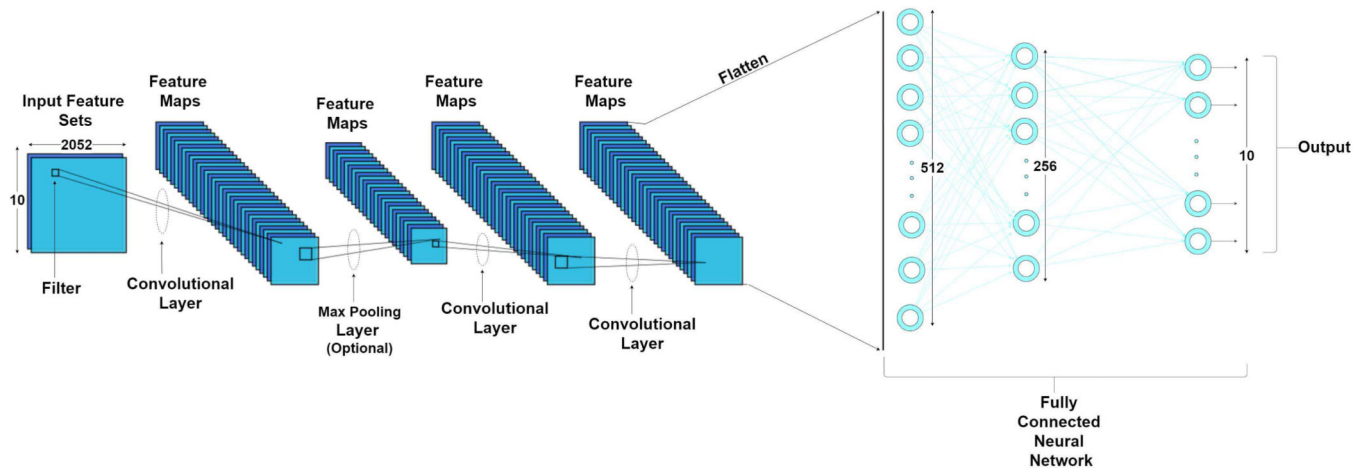 Input Feature
Sets
2052
10
Filter
Feature
Maps
Convolutional
Layer
Feature
Maps
Max Pooling
Layer
(Optional)
Feature
Maps
Convolutional
Layer
Feature
Maps
Convolutional
Layer
Flatten
512
256
10
Output
Fully
Connected
Neural
Network